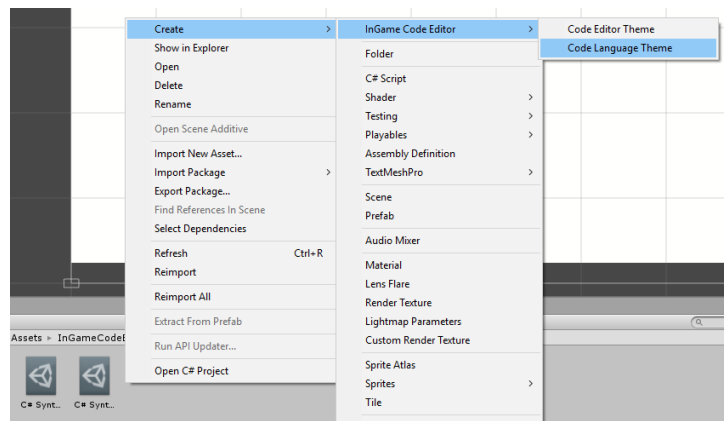 Create
Show in Explorer
Open
Delete
Rename
Open Scene Additive
Import New Asset...
Import Package
Export Package...
Find References In Scene
Select Dependencies
Refresh Ctrl+R
Reimport
Reimport All
Extract From Prefab
Run API Updater...
Open C# Project
InGame Code Editor
Folder
C# Script
Shader
Testing
Playables
Assembly Definition
TextMeshPro
Scene
Prefab
Audio Mixer
Material
Lens Flare
Render Texture
Lightmap Parameters
Custom Render Texture
Sprite Atlas
Sprites
Tile
Code Editor Theme
Code Language Theme
Assets ▸ InGameCodeE
C# Synt...
C# Synt...